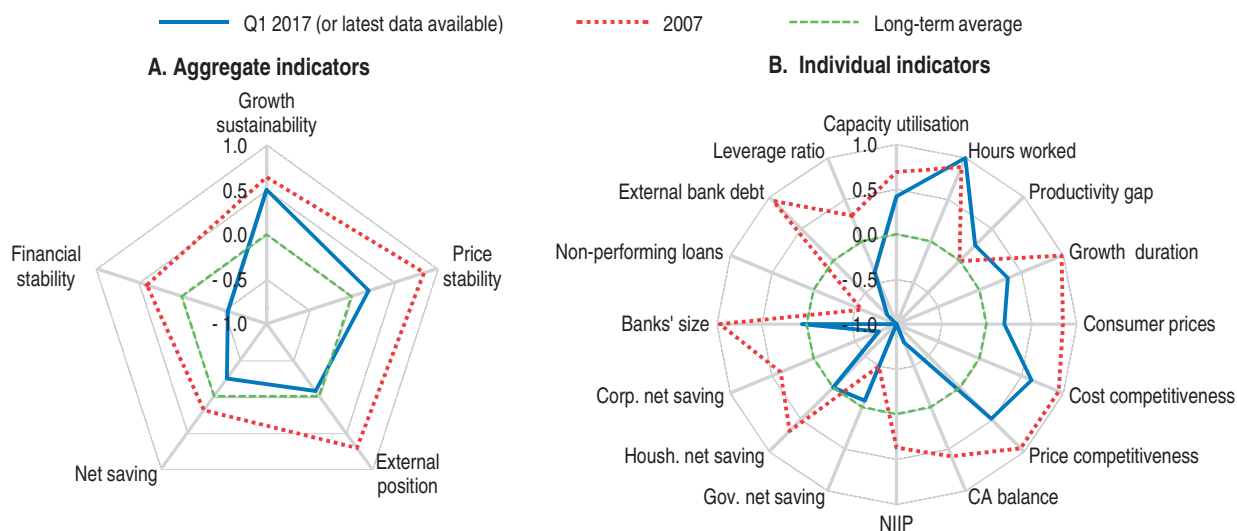 Q1 2017 (or latest data available)
2007
Long-term average
A. Aggregate indicators
Growth
sustainability
1.0
0.5
0.0
- 0.5
- 1.0
Financial
stability
Price
stability
Net saving
External
position
B. Individual indicators
Capacity utilisation
1.0
0.5
0.0
- 0.5
- 1.0
Leverage ratio
Hours worked
External bank debt
Productivity gap
Non-performing loans
Growth duration
Banks' size
Consumer prices
Corp. net saving
Cost competitiveness
Housh. net saving
Price competitiveness
Gov. net saving
CA balance
NIIP